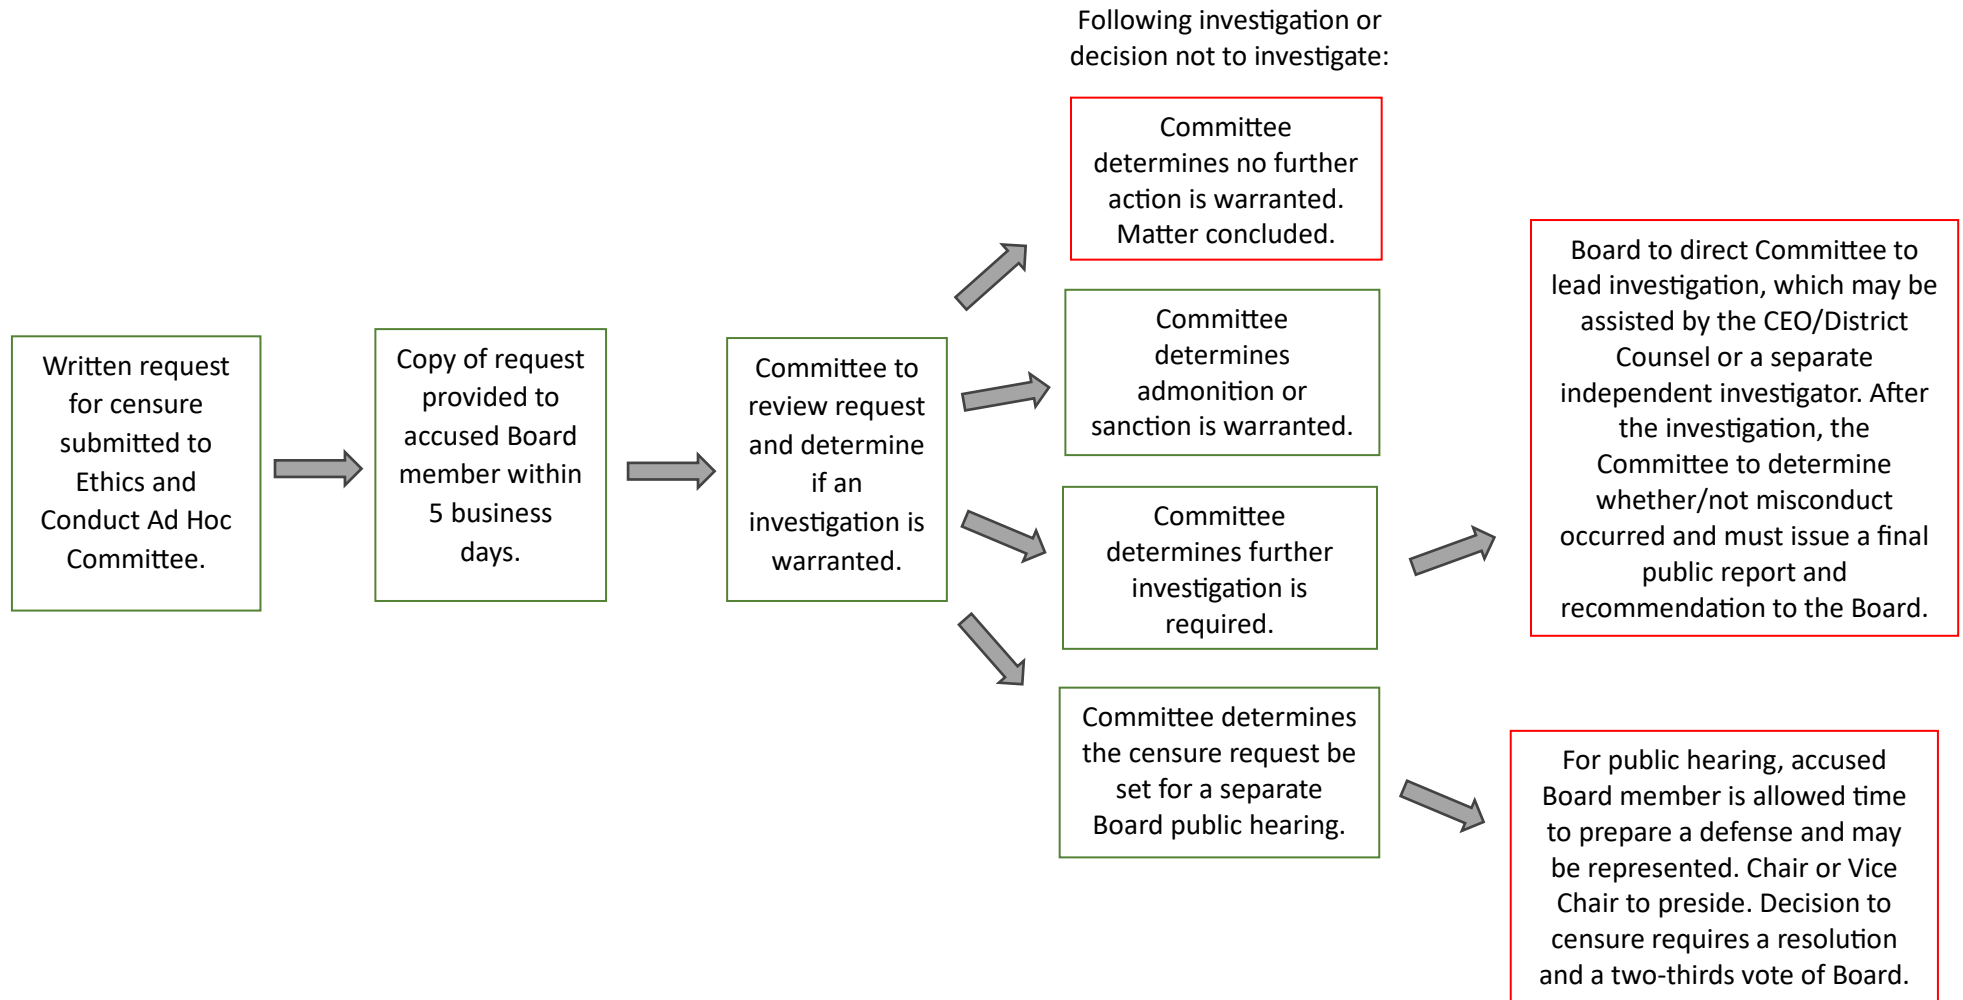 Following investigation or
decision not to investigate:
Written request
for censure
submitted to
Ethics and
Conduct Ad Hoc
Committee.
Copy of request
provided to
accused Board
member within
5 business
days.
Committee to
review request
and determine
if an
investigation is
warranted.
Committee
determines no further
action is warranted.
Matter concluded.
Committee
determines
admonition or
sanction is warranted.
Committee
determines further
investigation is
required.
Committee determines
the censure request be
set for a separate
Board public hearing.
Board to direct Committee to
lead investigation, which may be
assisted by the CEO/District
Counsel or a separate
independent investigator. After
the investigation, the
Committee to determine
whether/not misconduct
occurred and must issue a final
public report and
recommendation to the Board.
For public hearing, accused
Board member is allowed time
to prepare a defense and may
be represented. Chair or Vice
Chair to preside. Decision to
censure requires a resolution
and a two-thirds vote of Board.